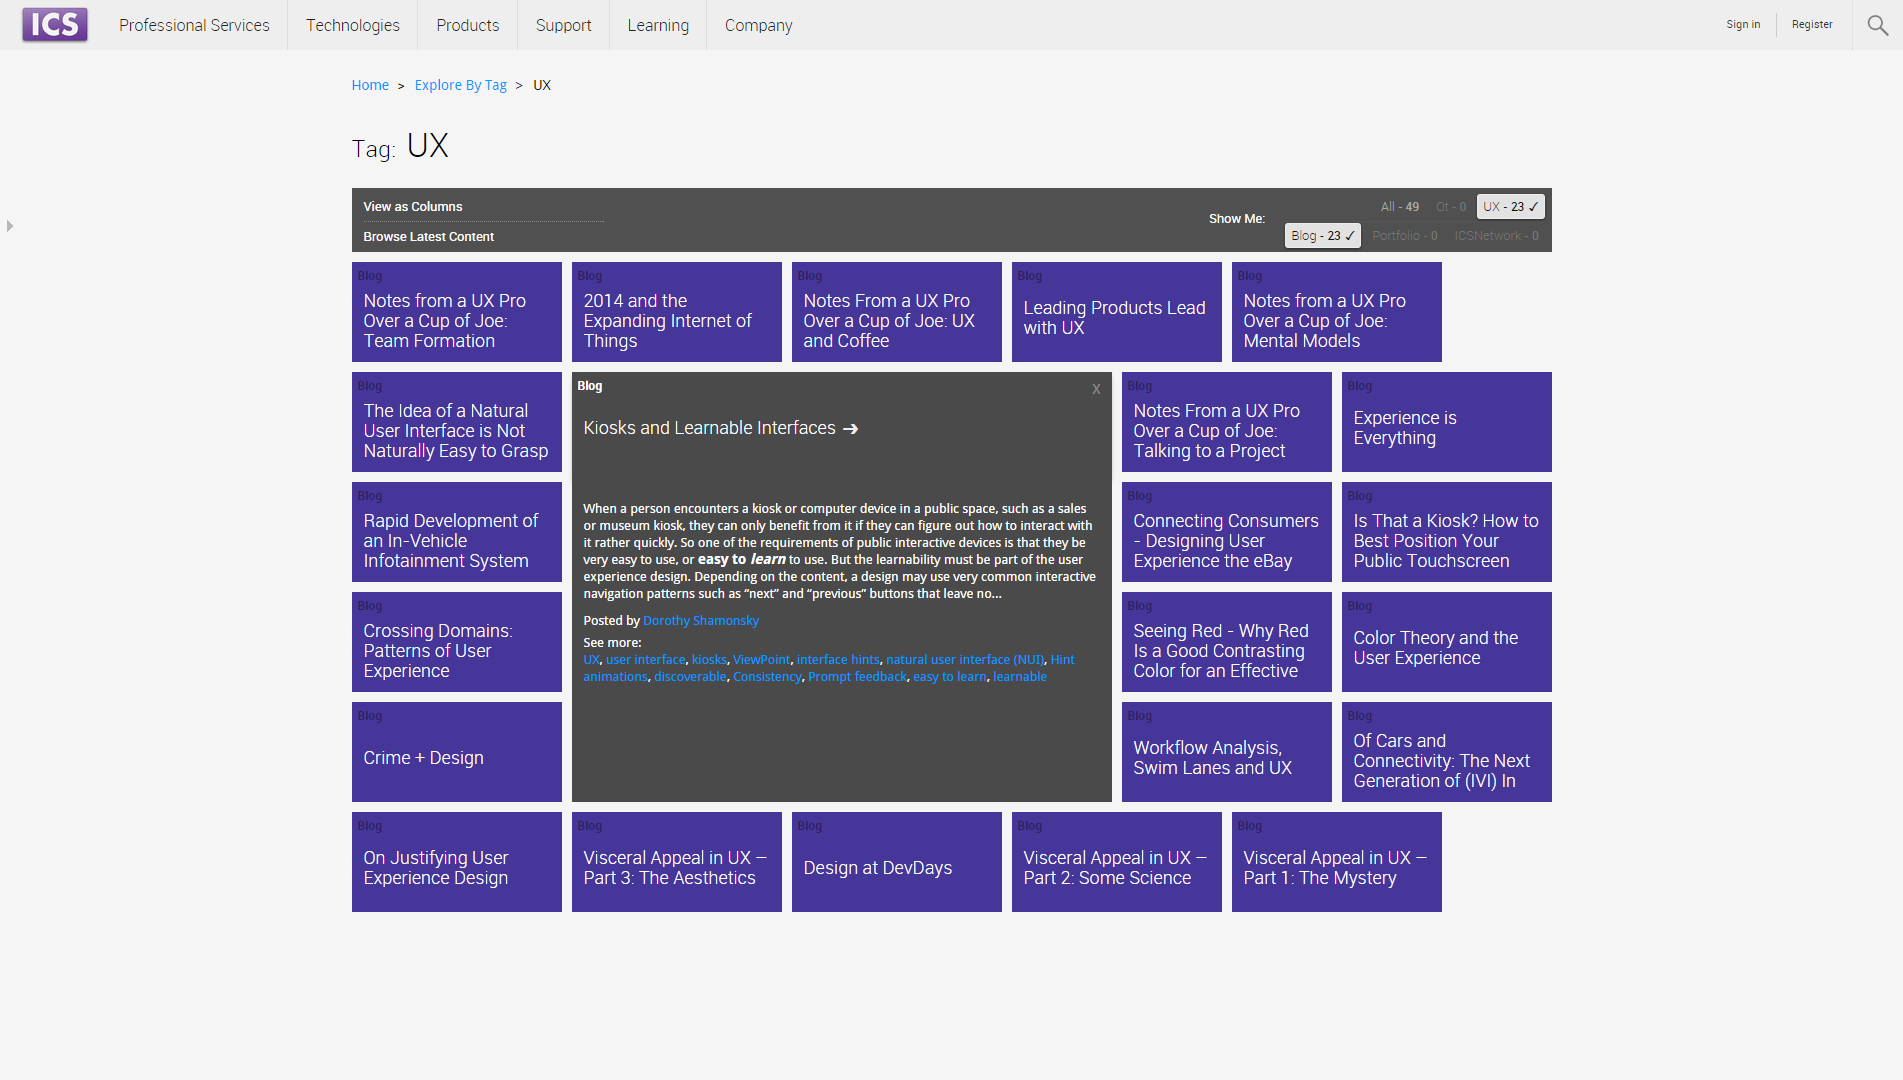 ICS
Professional Services
Technologies
Products
Support
Learning
Company
Sign in
Register
Home > Explore By Tag > UX
Tag: UX
View as Columns
Browse Latest Content
Show Me:
All - 49
Qt - 0
UX - 23 ✓
Blog - 23 ✓
Portfolio - 0
ICSNetwork - 0
Blog
Notes from a UX Pro
Over a Cup of Joe:
Team Formation
Blog
2014 and the
Expanding Internet of
Things
Blog
Notes From a UX Pro
Over a Cup of Joe: UX
and Coffee
Blog
Leading Products Lead
with UX
Blog
Notes from a UX Pro
Over a Cup of Joe:
Mental Models
Blog
The Idea of a Natural
User Interface is Not
Naturally Easy to Grasp
Blog
X
Kiosks and Learnable Interfaces ➔
When a person encounters a kiosk or computer device in a public space, such as a sales
or museum kiosk, they can only benefit from it if they can figure out how to interact with
it rather quickly. So one of the requirements of public interactive devices is that they be
very easy to use, or easy to learn to use. But the learnability must be part of the user
experience design. Depending on the content, a design may use very common interactive
navigation patterns such as “next” and “previous” buttons that leave no...
Posted by Dorothy Shamonsky
See more:
UX, user interface, kiosks, ViewPoint, interface hints, natural user interface (NUI), Hint
animations, discoverable, Consistency, Prompt feedback, easy to learn, learnable
Blog
Notes From a UX Pro
Over a Cup of Joe:
Talking to a Project
Blog
Experience is
Everything
Blog
Rapid Development of
an In-Vehicle
Infotainment System
Blog
Connecting Consumers
- Designing User
Experience the eBay
Blog
Is That a Kiosk? How to
Best Position Your
Public Touchscreen
Blog
Crossing Domains:
Patterns of User
Experience
Blog
Seeing Red - Why Red
Is a Good Contrasting
Color for an Effective
Blog
Color Theory and the
User Experience
Blog
Crime + Design
Blog
Workflow Analysis,
Swim Lanes and UX
Blog
Of Cars and
Connectivity: The Next
Generation of (IVI) In
Blog
On Justifying User
Experience Design
Blog
Visceral Appeal in UX –
Part 3: The Aesthetics
Blog
Design at DevDays
Blog
Visceral Appeal in UX –
Part 2: Some Science
Blog
Visceral Appeal in UX –
Part 1: The Mystery